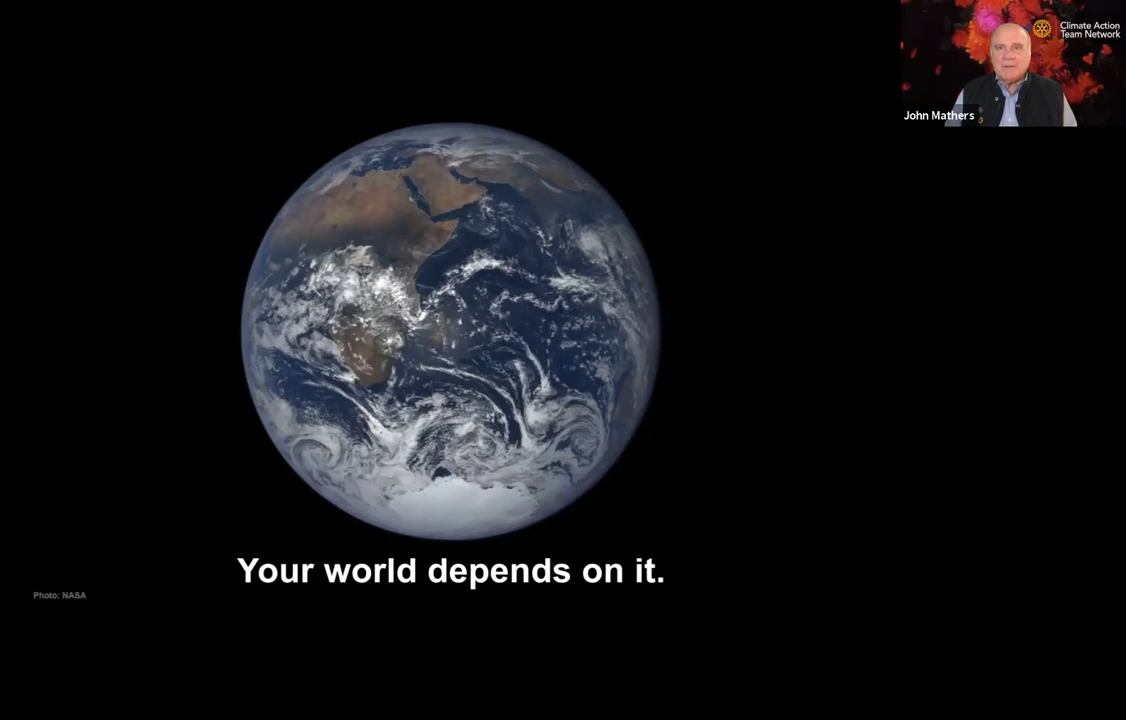 Climate Action
Team Network
John Mathers
Your world depends on it.
Photo: NASA